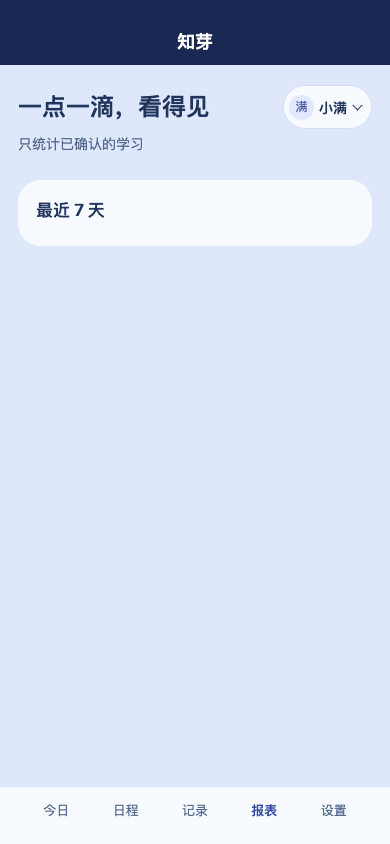 知芽
一点一滴，看得见
满 小满
只统计已确认的学习
最近 7 天
今日 日程 记录 报表 设置